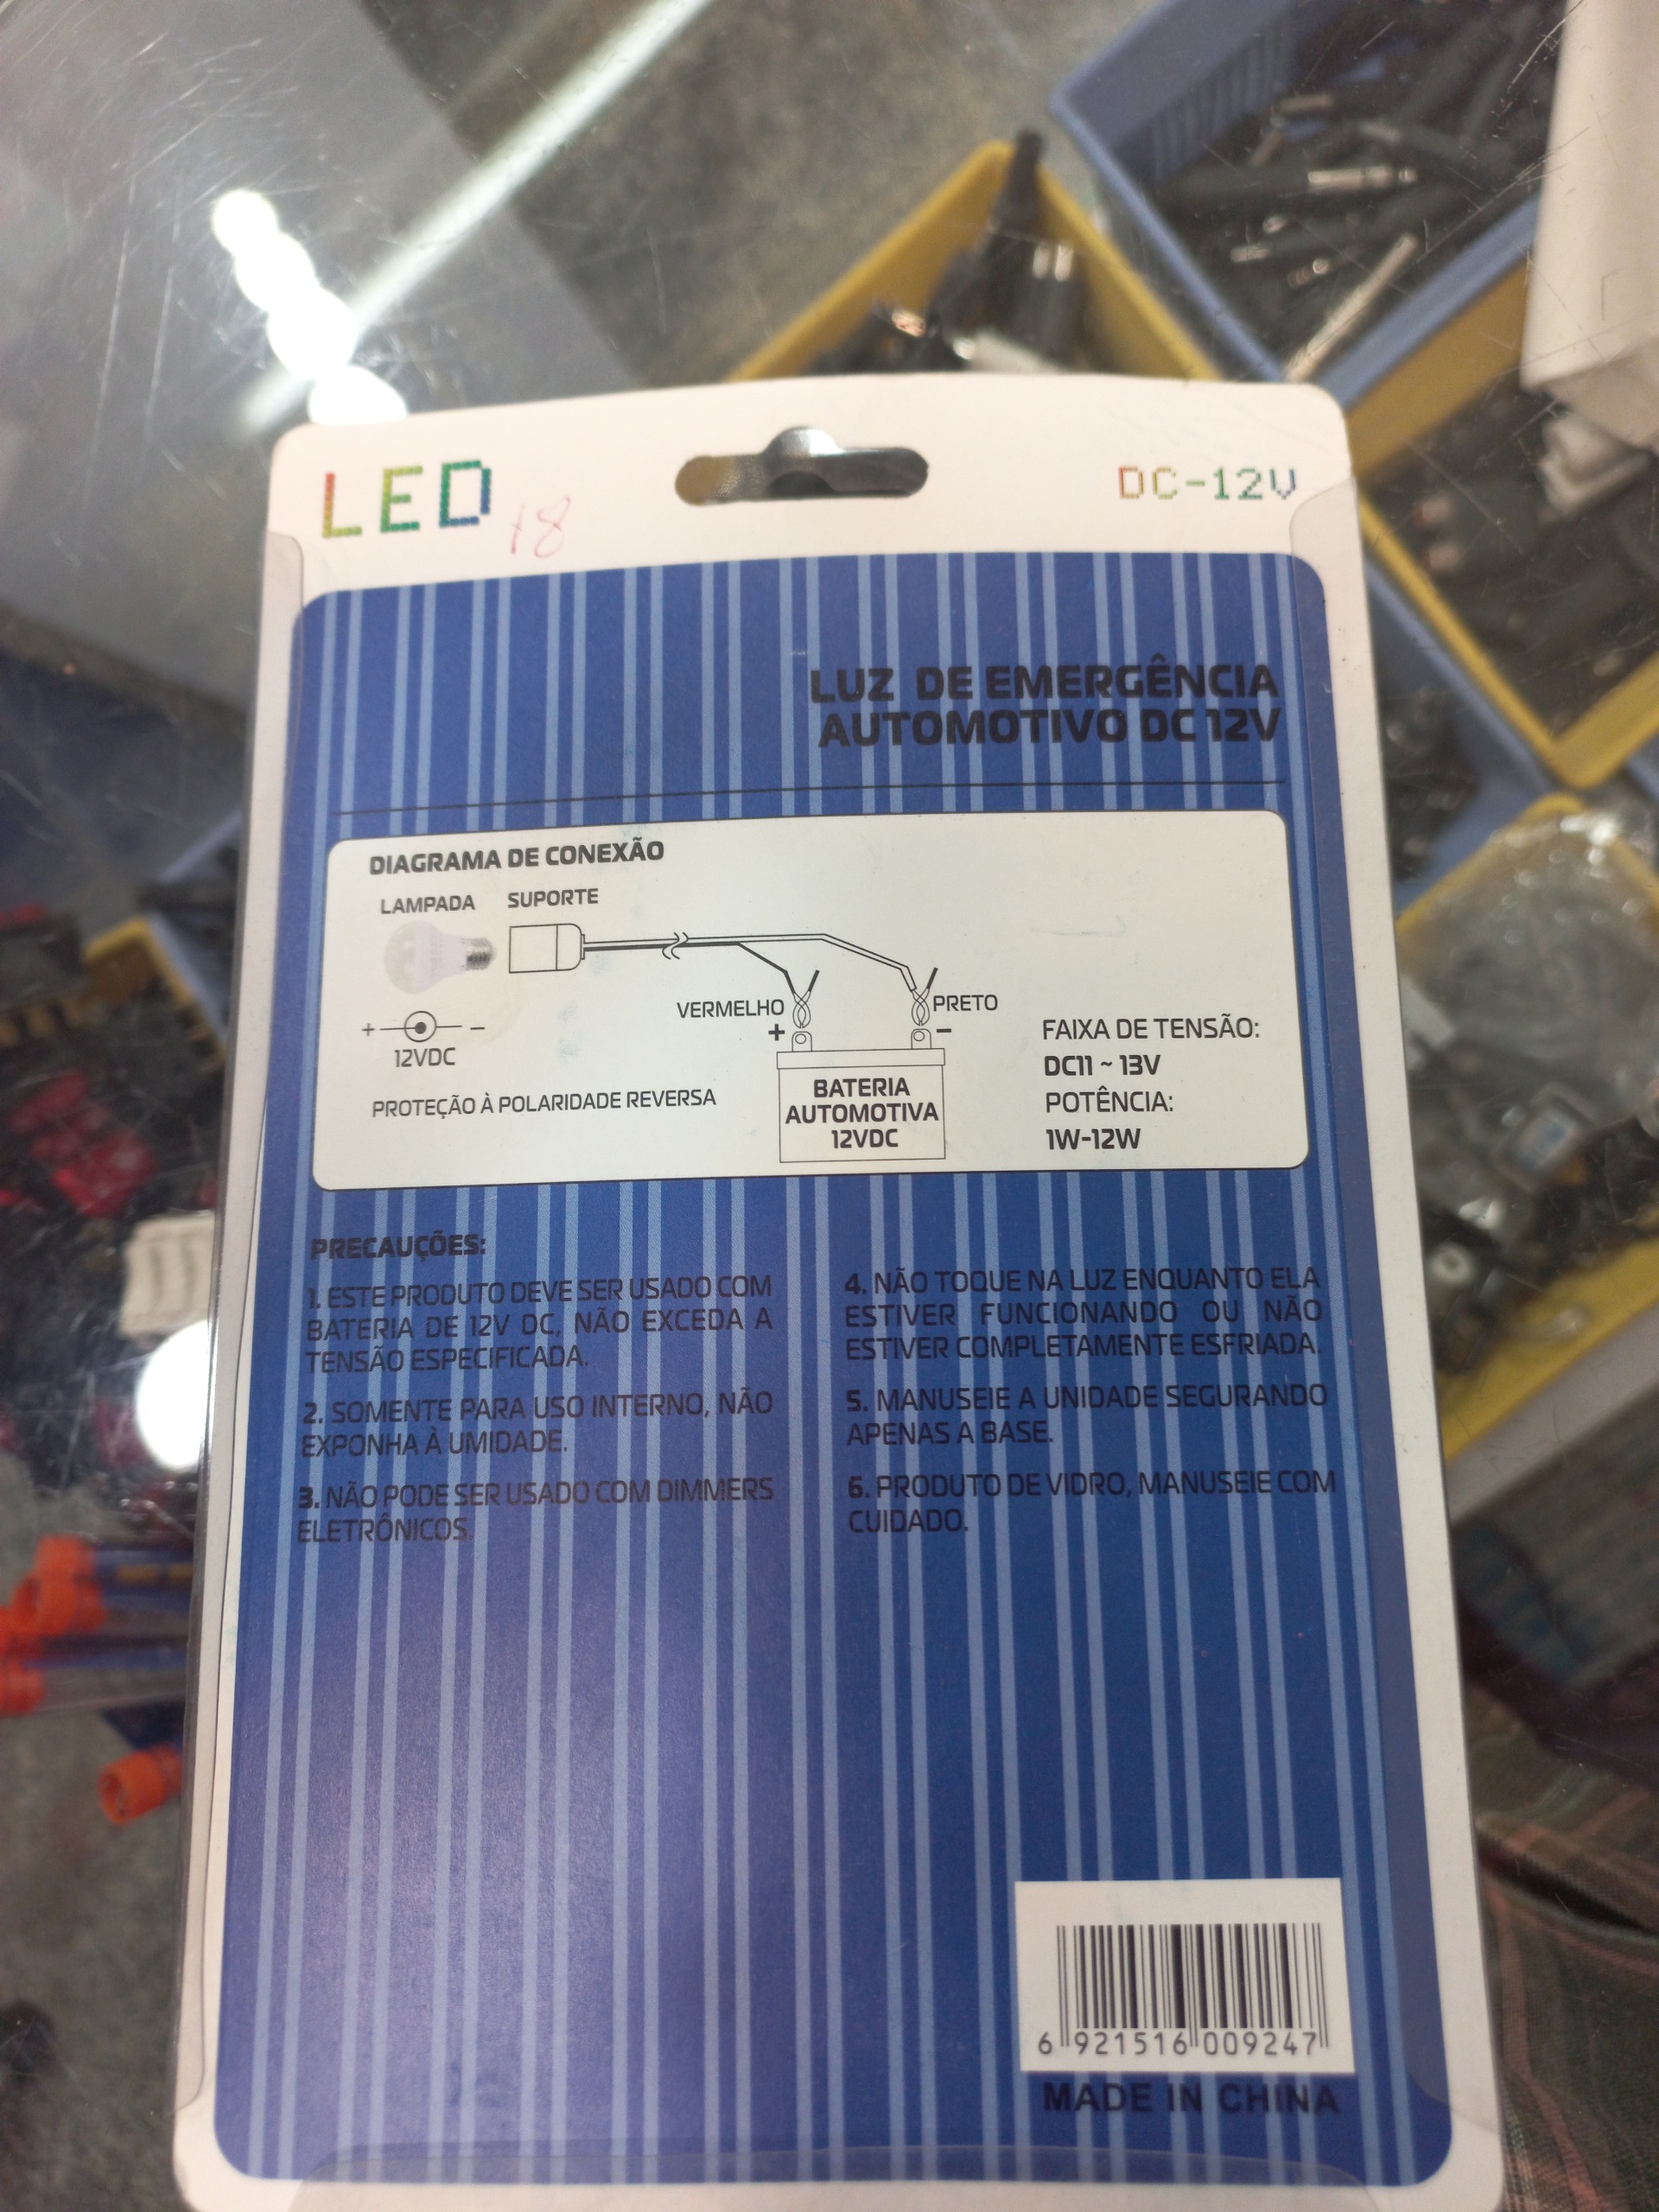 LED
18
DC-12V
LUZ DE EMERGÊNCIA
AUTOMOTIVO DC 12V
DIAGRAMA DE CONEXÃO
LAMPADA SUPORTE
VERMELHO
PRETO
+ -
+ -
12VDC
BATERIA
AUTOMOTIVA
12VDC
PROTEÇÃO À POLARIDADE REVERSA
FAIXA DE TENSÃO:
DC11 ~ 13V
POTÊNCIA:
1W-12W
PRECAUÇÕES:
1. ESTE PRODUTO DEVE SER USADO COM
BATERIA DE 12V DC, NÃO EXCEDA A
TENSÃO ESPECIFICADA.
2. SOMENTE PARA USO INTERNO, NÃO
EXPONHA À UMIDADE.
3. NÃO PODE SER USADO COM DIMMERS
ELETRÔNICOS.
4. NÃO TOQUE NA LUZ ENQUANTO ELA
ESTIVER FUNCIONANDO OU NÃO
ESTIVER COMPLETAMENTE ESFRIADA.
5. MANUSEIE A UNIDADE SEGURANDO
APENAS A BASE.
6. PRODUTO DE VIDRO, MANUSEIE COM
CUIDADO.
6 921516 009247
MADE IN CHINA